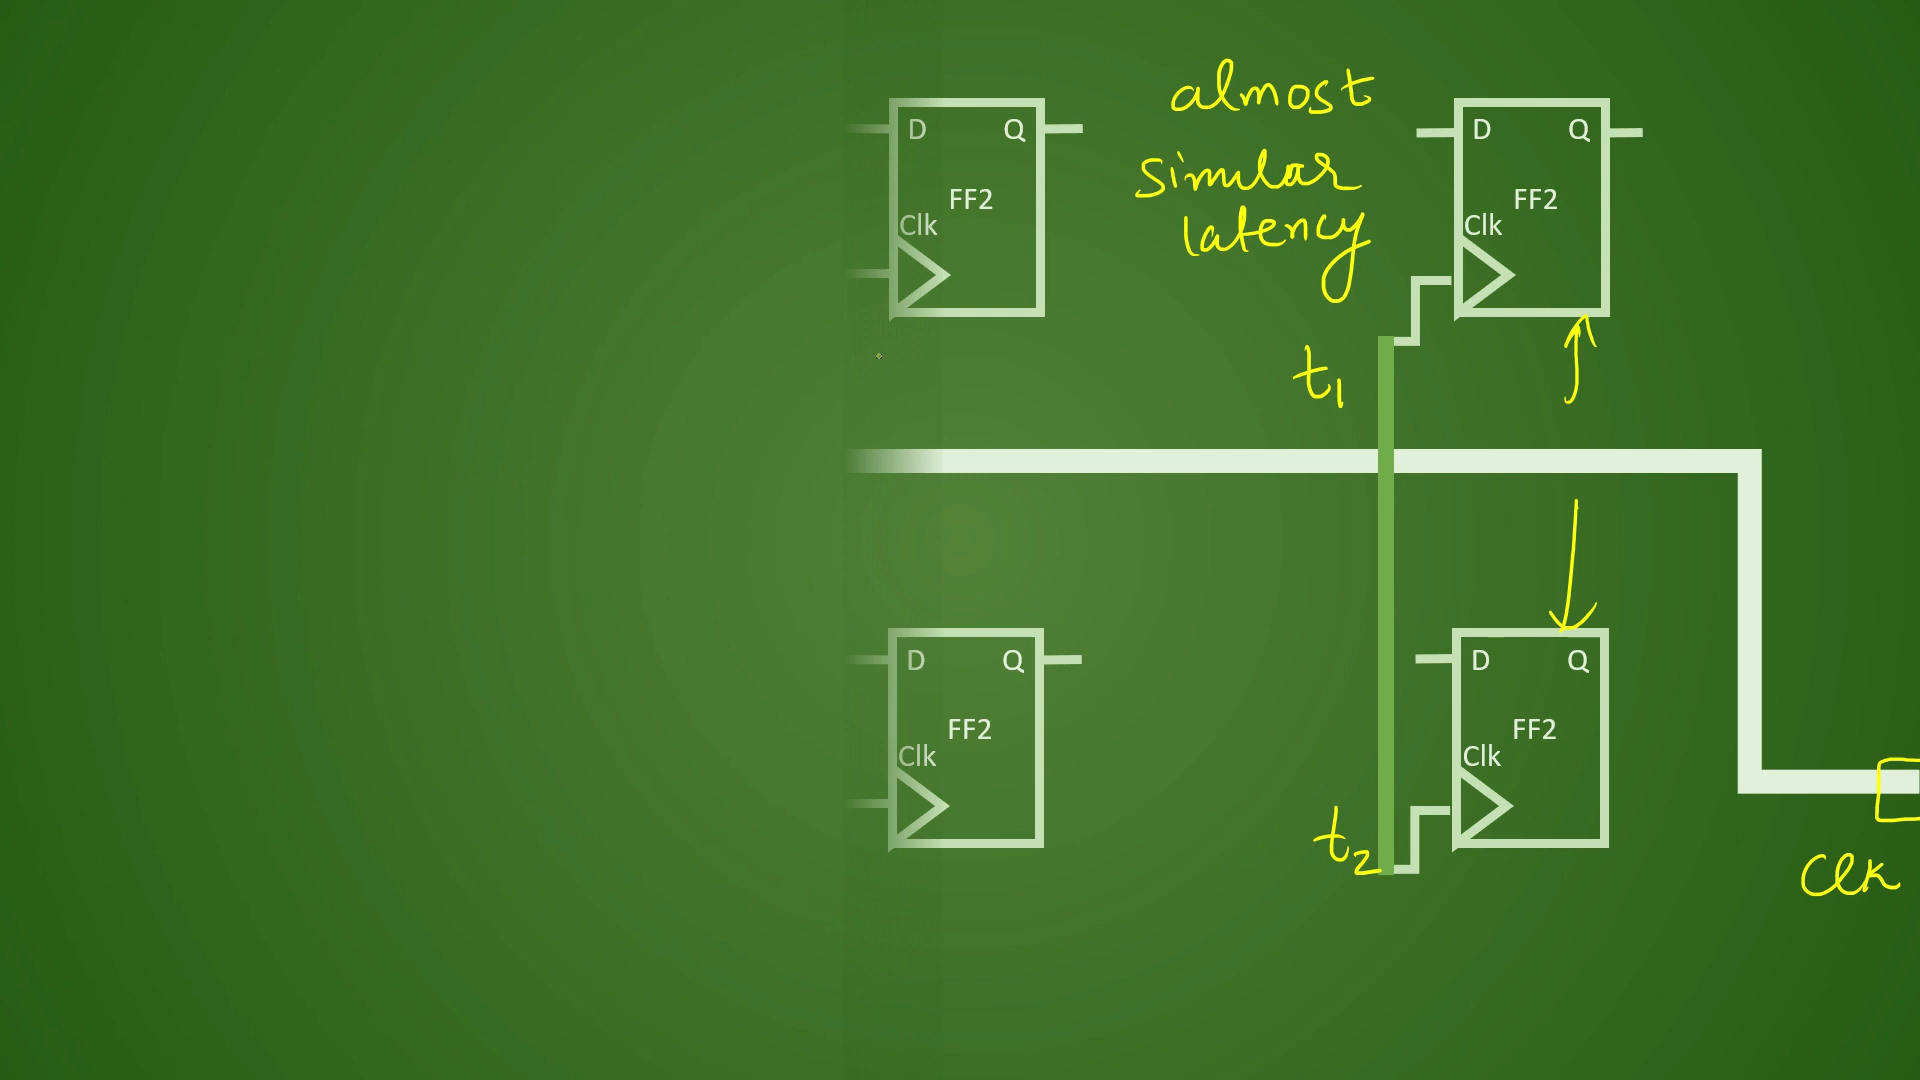 almost
similar
latency
D Q
FF2
Clk
D Q
FF2
Clk
t1
D Q
FF2
Clk
D Q
FF2
Clk
t2
Clk